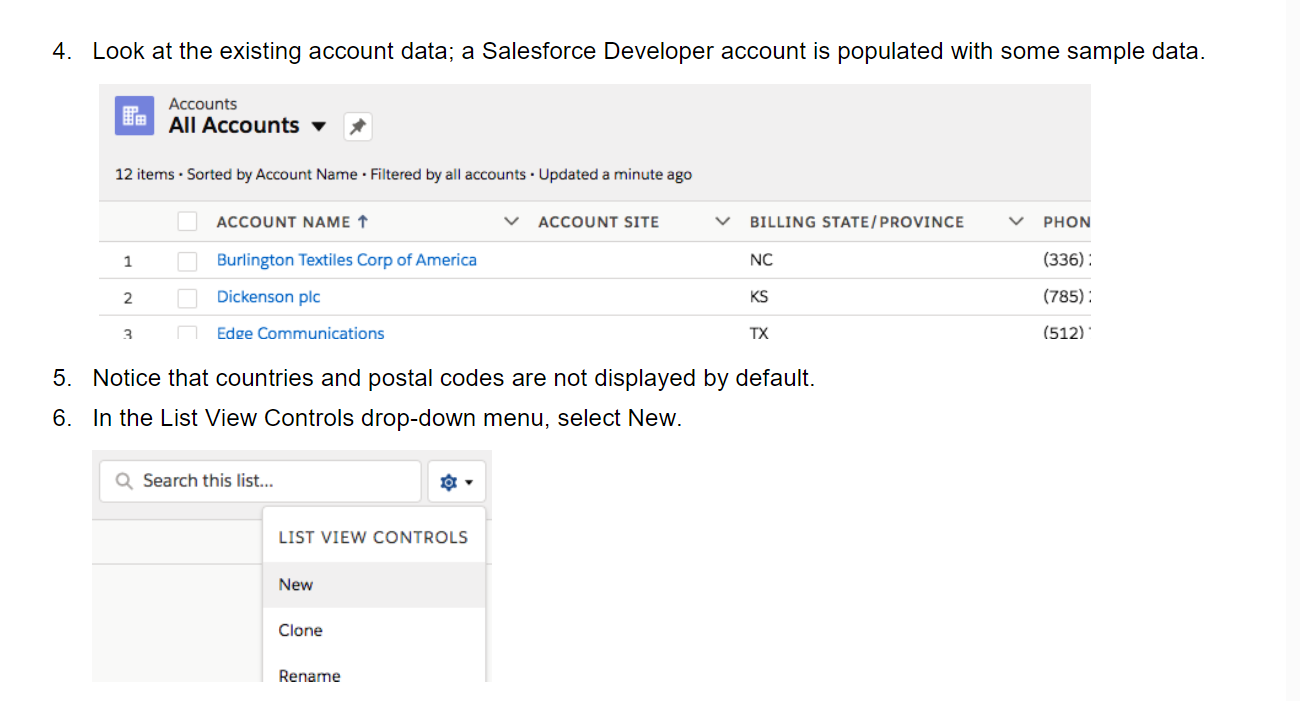 4. Look at the existing account data; a Salesforce Developer account is populated with some sample data.
Accounts
All Accounts
12 items • Sorted by Account Name • Filtered by all accounts • Updated a minute ago
ACCOUNT NAME ↑ ACCOUNT SITE BILLING STATE/PROVINCE PHON
1 Burlington Textiles Corp of America NC (336)
2 Dickenson plc KS (785)
3 Edge Communications TX (512)
5. Notice that countries and postal codes are not displayed by default.
6. In the List View Controls drop-down menu, select New.
Search this list...
LIST VIEW CONTROLS
New
Clone
Rename